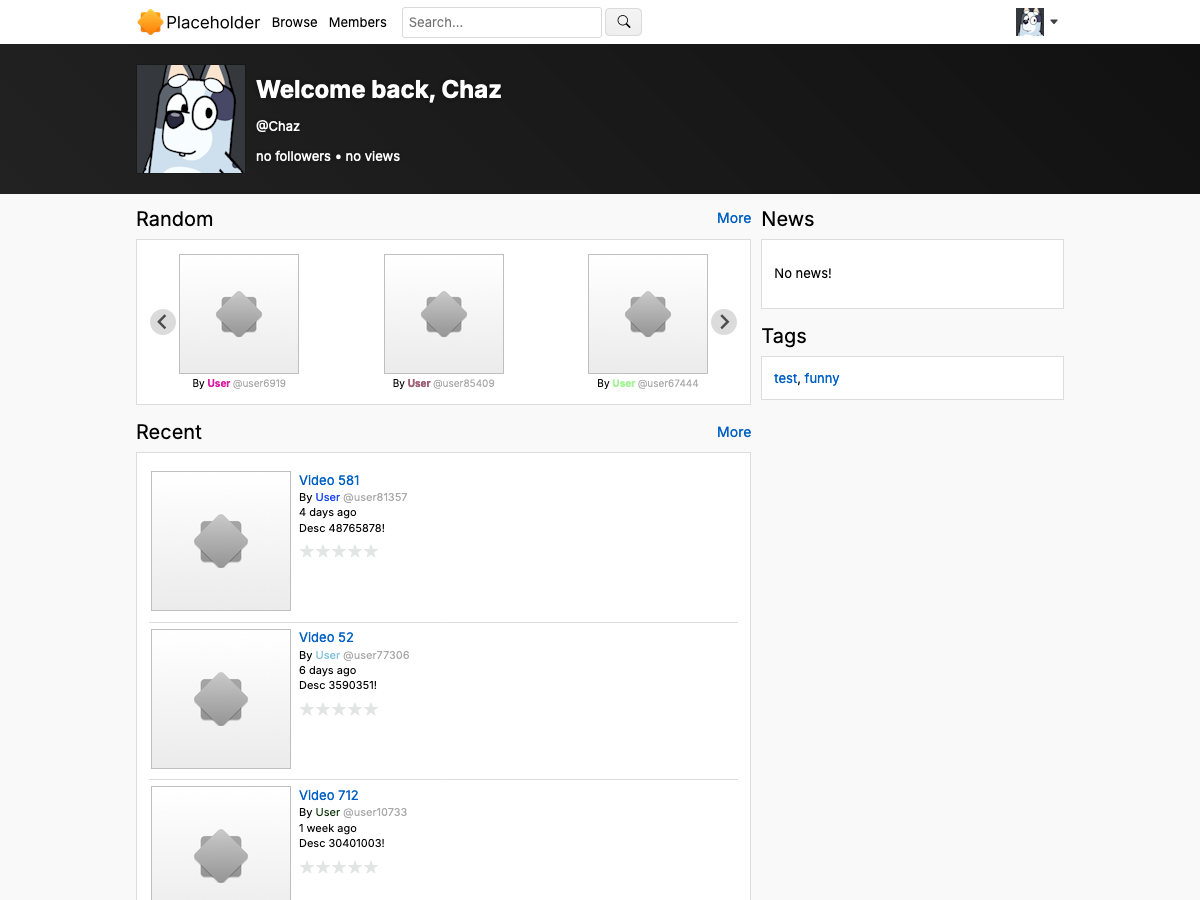 Placeholder Browse Members Search...
Welcome back, Chaz
@Chaz
no followers • no views
Random More
By User @user6919
By User @user85409
By User @user67444
News
No news!
Tags
test, funny
Recent More
Video 581
By User @user81357
4 days ago
Desc 48765878!
Video 52
By User @user77306
6 days ago
Desc 3590351!
Video 712
By User @user10733
1 week ago
Desc 30401003!